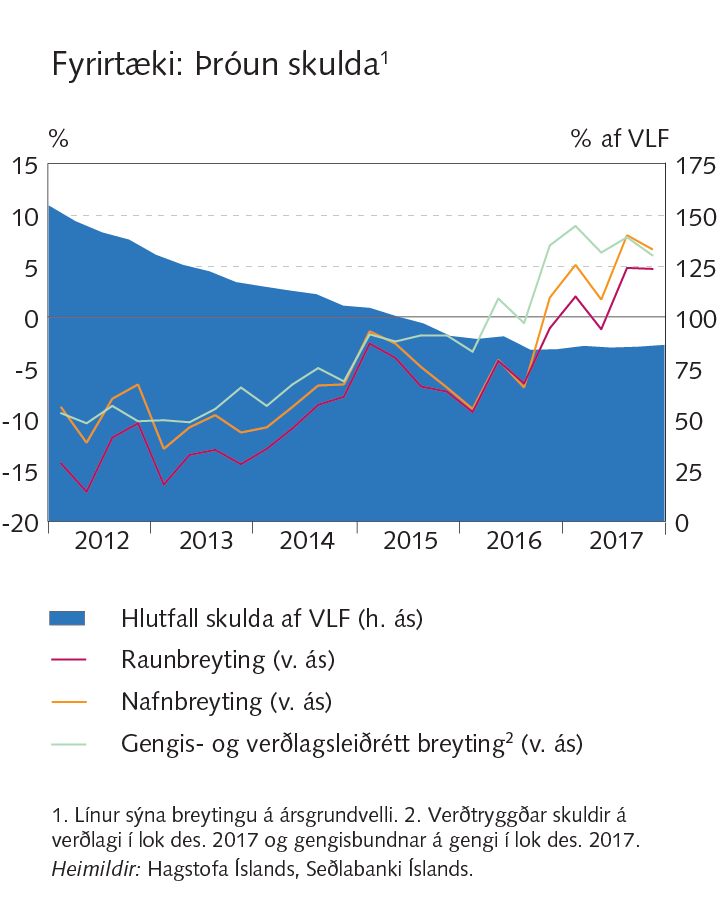 Fyrirtæki: Þróun skulda¹
% % af VLF
15 175
10 150
5 125
0 100
-5 75
-10 50
-15 25
-20 0
2012 2013 2014 2015 2016 2017
Hlutfall skulda af VLF (h. ás)
Raunbreyting (v. ás)
Nafnbreyting (v. ás)
Gengis- og verðlagsleiðrétt breyting² (v. ás)
1. Línur sýna breytingu á ársgrundvelli. 2. Verðtryggðar skuldir á
verðlagi í lok des. 2017 og gengisbundnar á gengi í lok des. 2017.
Heimildir: Hagstofa Íslands, Seðlabanki Íslands.